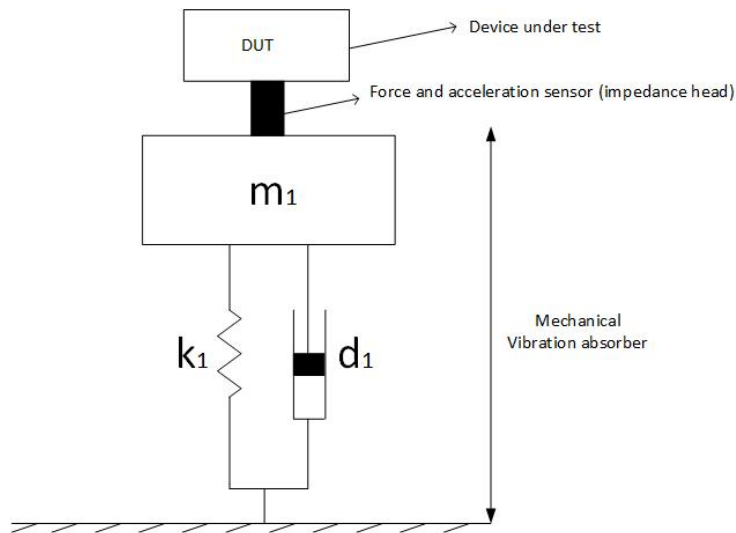 DUT
Device under test
Force and acceleration sensor (impedance head)
m₁
k₁
d₁
Mechanical
Vibration absorber